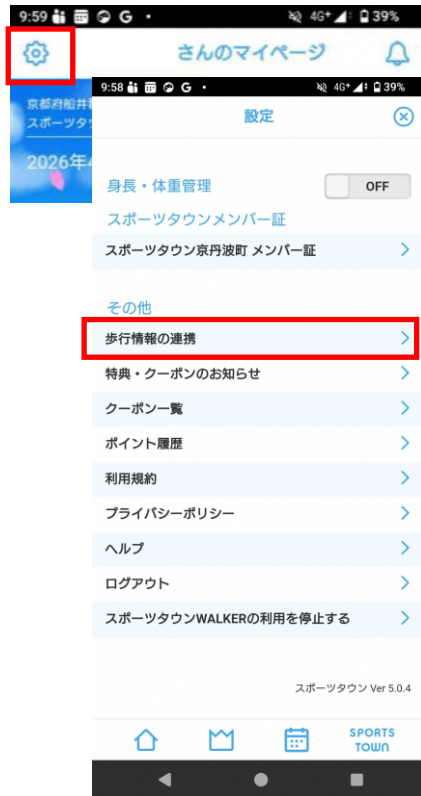 9:59 G • 4G+ 39%
さんのマイページ
京都府船井
スポーツタ
2026年
9:58 G • 4G+ 39%
設定
身長・体重管理 OFF
スポーツタウンメンバー証
スポーツタウン京丹波町 メンバー証
その他
歩行情報の連携
特典・クーポンのお知らせ
クーポン一覧
ポイント履歴
利用規約
プライバシーポリシー
ヘルプ
ログアウト
スポーツタウンWALKERの利用を停止する
スポーツタウン Ver 5.0.4
SPORTS
TOWN